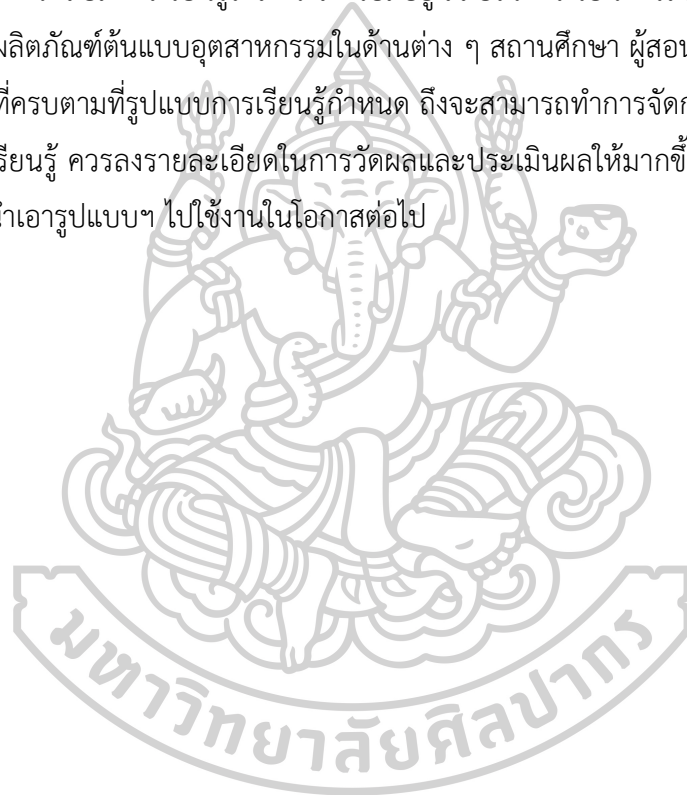 ผลิตภัณฑ์ต้นแบบอุตสาหกรรมในด้านต่าง ๆ สถานศึกษา ผู้สอน
ที่ครบตามที่รูปแบบการเรียนรู้กำหนด ถึงจะสามารถทำการจัดก
รียนรู้ ควรลงรายละเอียดในการวัดผลและประเมินผลให้มากขึ้
นำเอารูปแบบฯ ไปใช้งานในโอกาสต่อไป
มหาวิทยาลัยศิลปากร